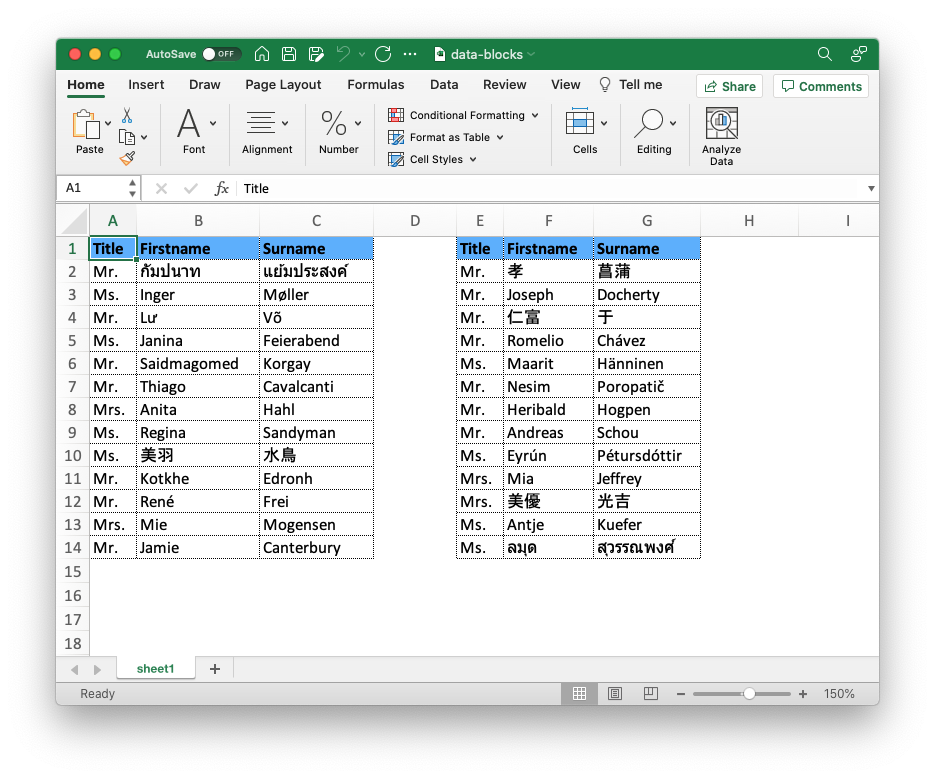 AutoSave OFF data-blocks
Home Insert Draw Page Layout Formulas Data Review View Tell me Share Comments
Paste Font Alignment Number Conditional Formatting Format as Table Cell Styles Cells Editing Analyze Data
A1 fx Title
A B C D E F G H I
1 Title Firstname Surname Title Firstname Surname
2 Mr. กัมปนาท แย้มประสงค์ Mr. 孝 菖蒲
3 Ms. Inger Møller Mr. Joseph Docherty
4 Mr. Lư Võ Mr. 仁富 于
5 Ms. Janina Feierabend Mr. Romelio Chávez
6 Mr. Saidmagomed Korgay Ms. Maarit Hänninen
7 Mr. Thiago Cavalcanti Mr. Nesim Poropatič
8 Mrs. Anita Hahl Mr. Heribald Hogpen
9 Ms. Regina Sandyman Mr. Andreas Schou
10 Ms. 美羽 水鳥 Ms. Eyrún Pétursdóttir
11 Mr. Kotkhe Edronh Mrs. Mia Jeffrey
12 Mr. René Frei Mrs. 美優 光吉
13 Mrs. Mie Mogensen Ms. Antje Kuefer
14 Mr. Jamie Canterbury Ms. ลมุด สุวรรณพงศ์
15
16
17
18
sheet1
Ready 150%